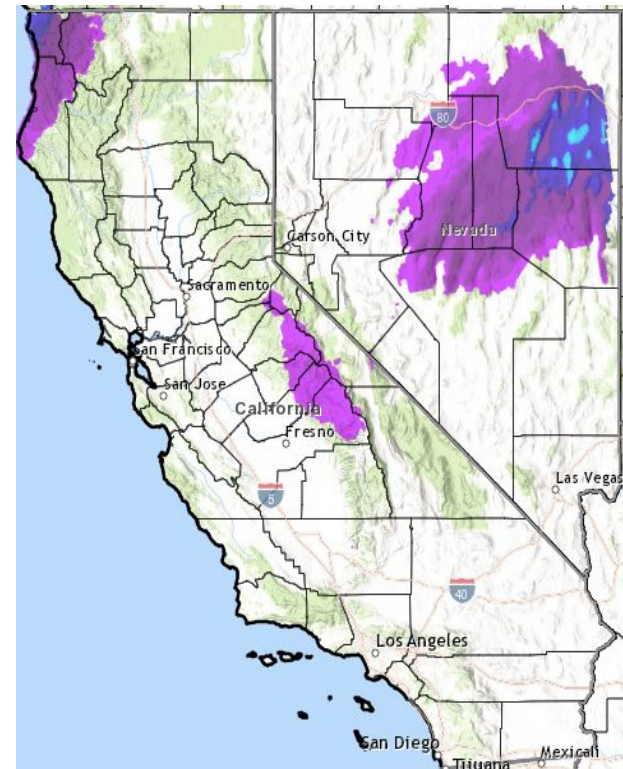 80
Nevada
Carson City
Sacramento
San Francisco
San Jose
California
Fresno
5
Las Vegas
40
Los Angeles
San Diego
Tijuana
Mexicali